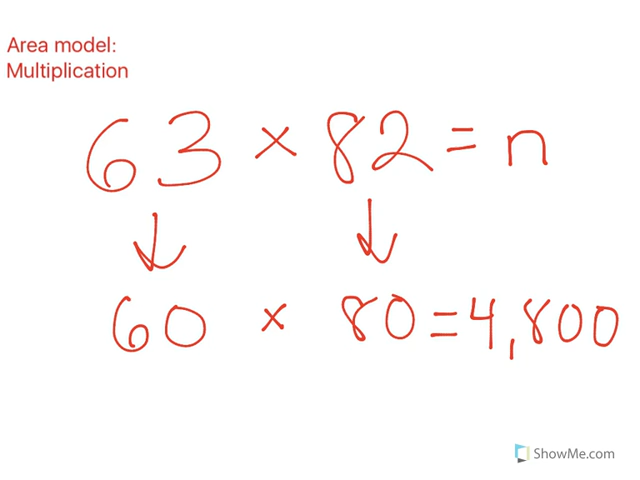 Area model:
Multiplication
63 × 82 = n
60 × 80 = 4,800
ShowMe.com